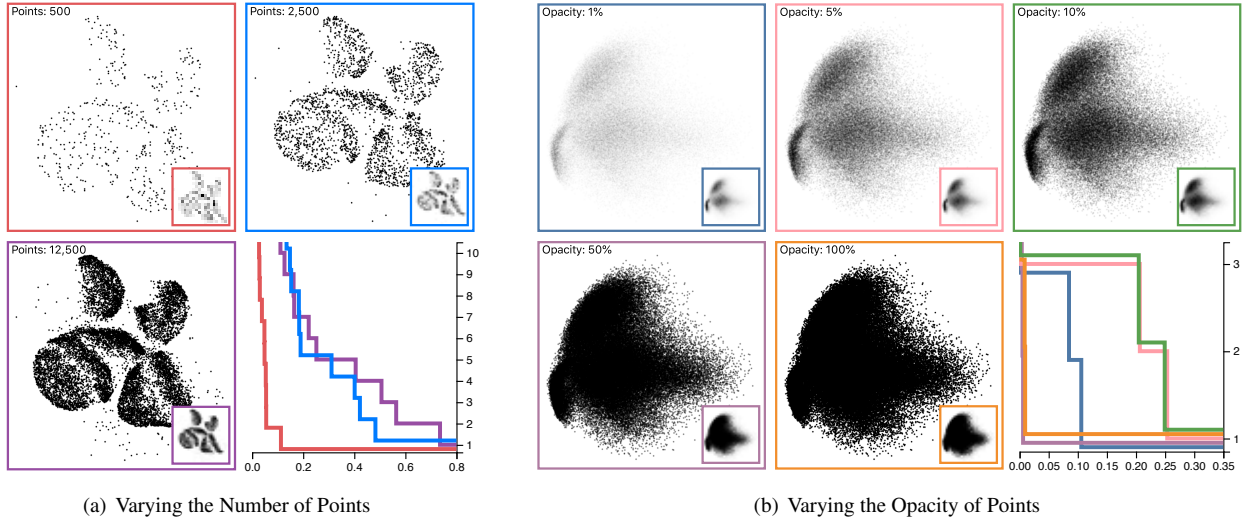 Points: 500
Points: 2,500
Points: 12,500
10
9
8
7
6
5
4
3
2
1
0.0 0.2 0.4 0.6 0.8
(a) Varying the Number of Points
Opacity: 1%
Opacity: 5%
Opacity: 10%
Opacity: 50%
Opacity: 100%
3
2
1
0.00 0.05 0.10 0.15 0.20 0.25 0.30 0.35
(b) Varying the Opacity of Points